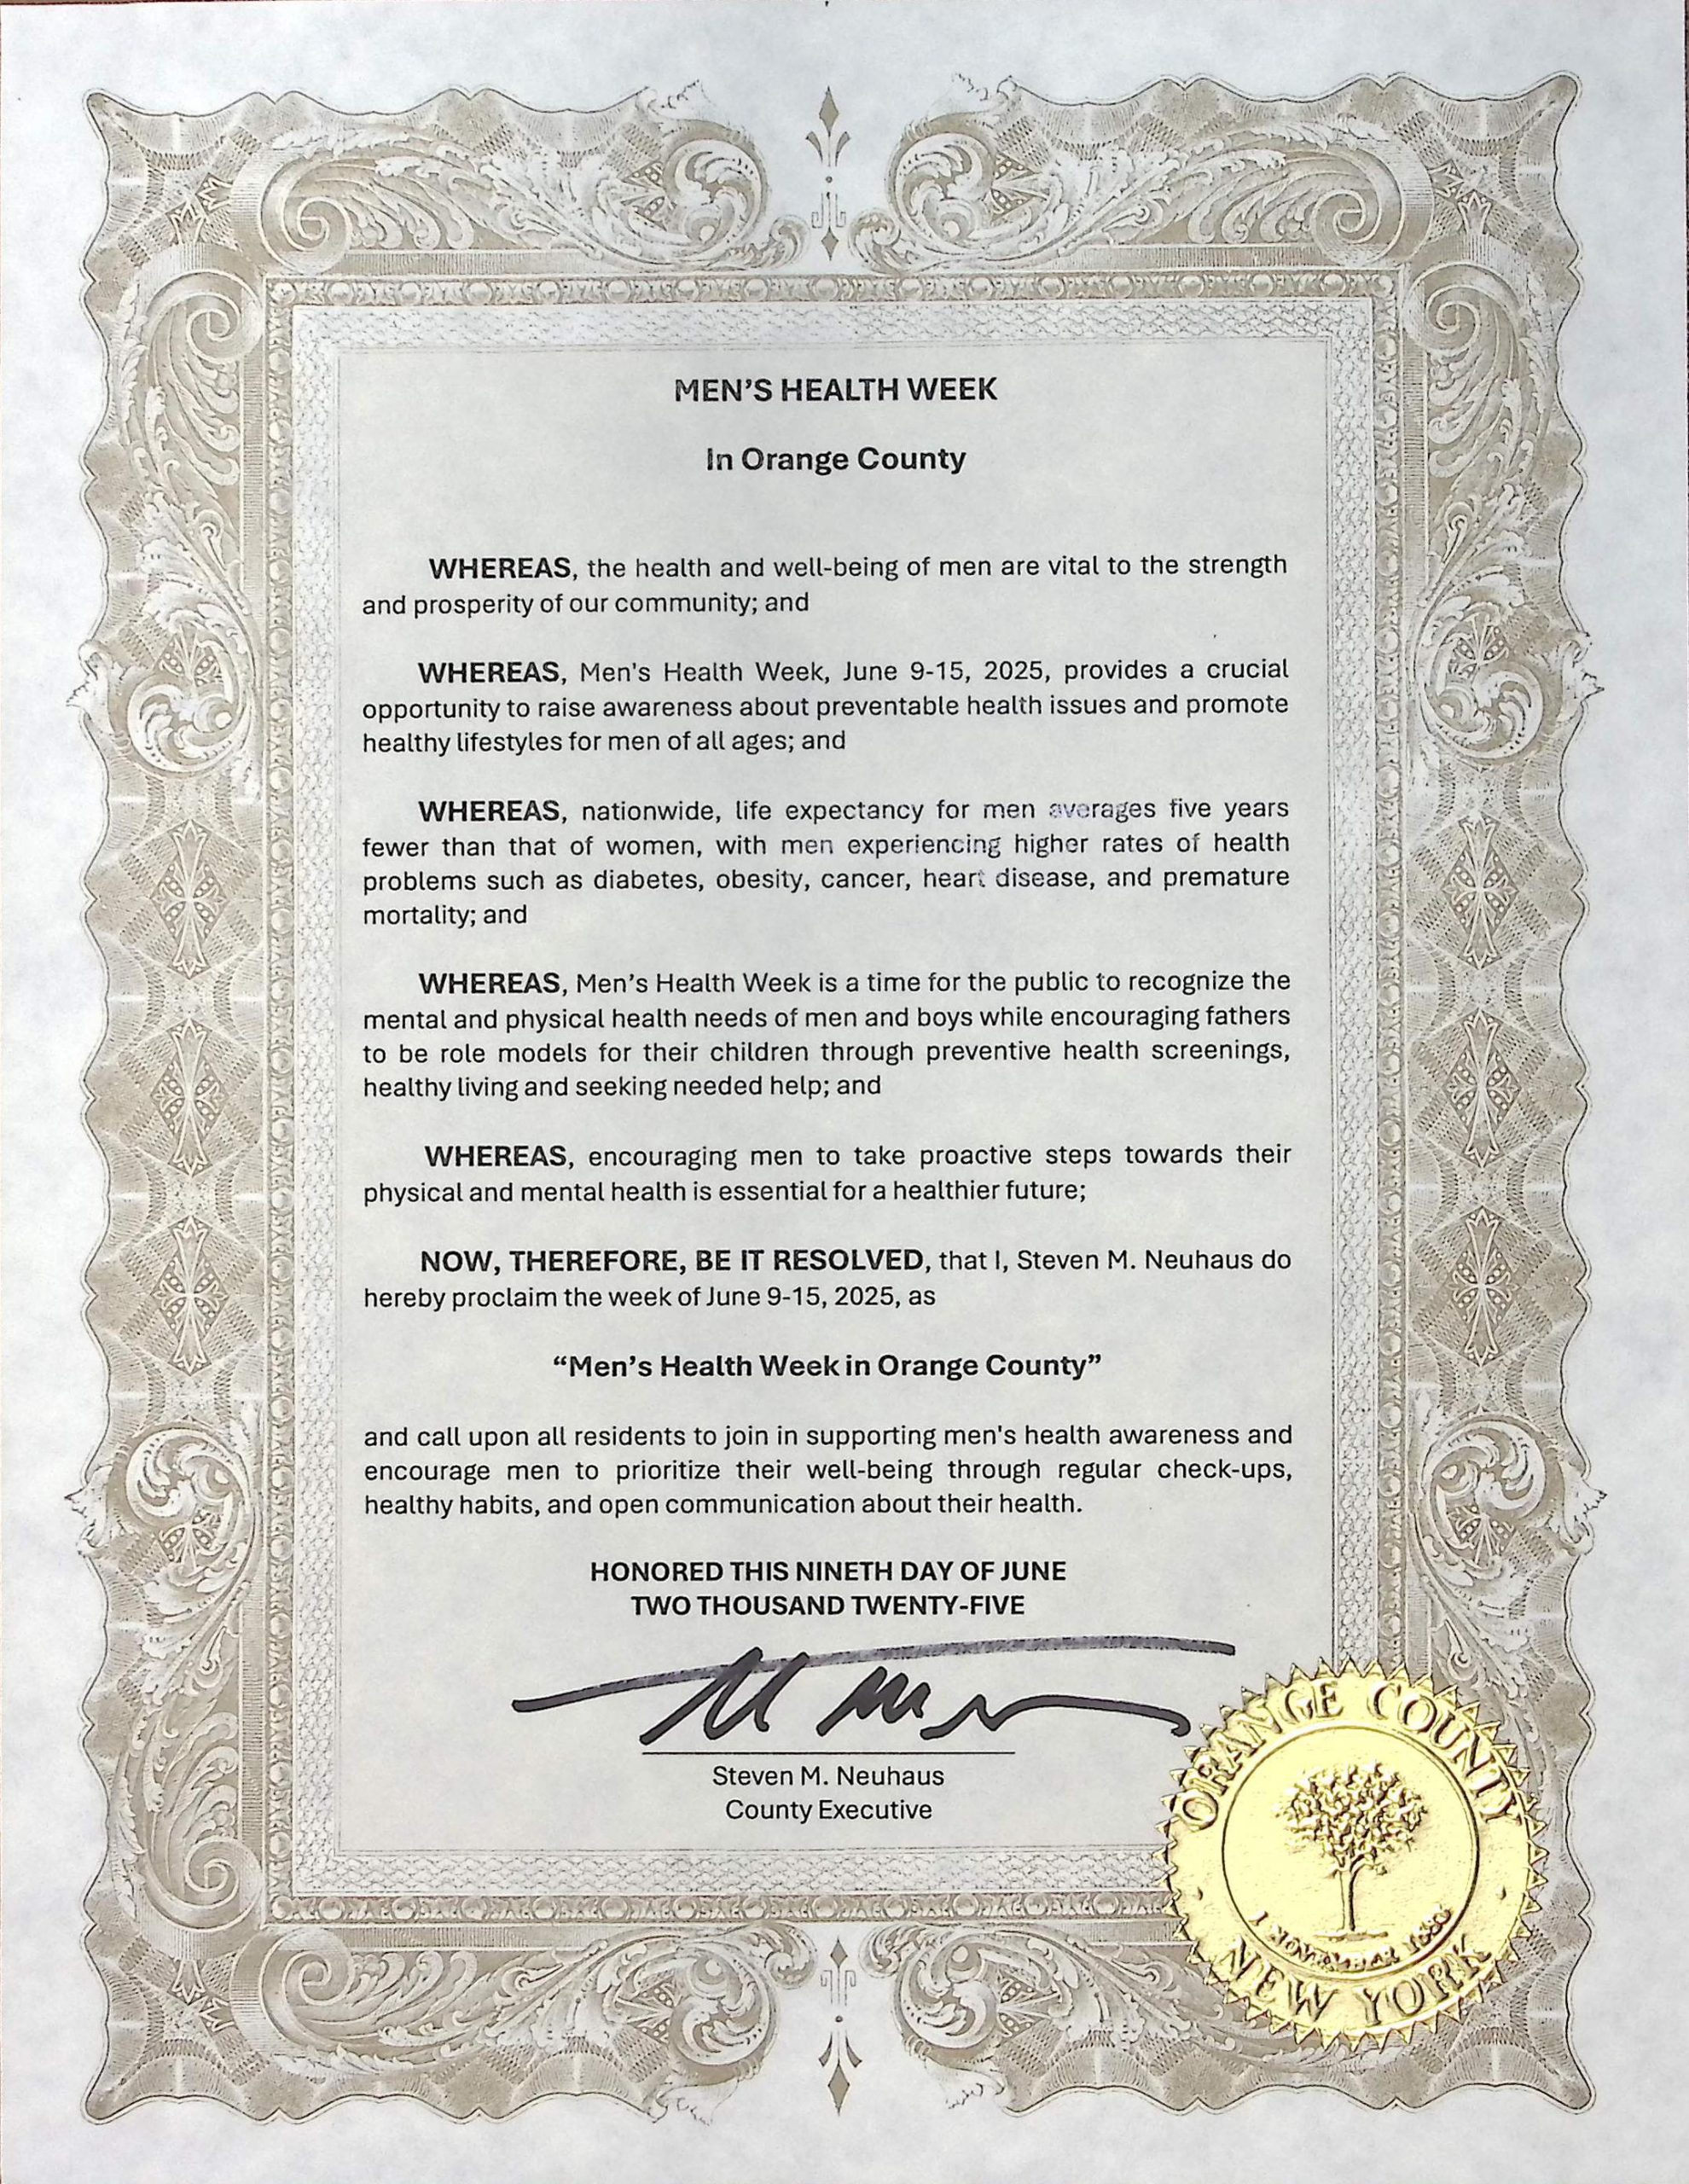 MEN’S HEALTH WEEK
In Orange County
WHEREAS, the health and well-being of men are vital to the strength
and prosperity of our community; and
WHEREAS, Men's Health Week, June 9-15, 2025, provides a crucial
opportunity to raise awareness about preventable health issues and promote
healthy lifestyles for men of all ages; and
WHEREAS, nationwide, life expectancy for men averages five years
fewer than that of women, with men experiencing higher rates of health
problems such as diabetes, obesity, cancer, heart disease, and premature
mortality; and
WHEREAS, Men’s Health Week is a time for the public to recognize the
mental and physical health needs of men and boys while encouraging fathers
to be role models for their children through preventive health screenings,
healthy living and seeking needed help; and
WHEREAS, encouraging men to take proactive steps towards their
physical and mental health is essential for a healthier future;
NOW, THEREFORE, BE IT RESOLVED, that I, Steven M. Neuhaus do
hereby proclaim the week of June 9-15, 2025, as
“Men’s Health Week in Orange County”
and call upon all residents to join in supporting men's health awareness and
encourage men to prioritize their well-being through regular check-ups,
healthy habits, and open communication about their health.
HONORED THIS NINETH DAY OF JUNE
TWO THOUSAND TWENTY-FIVE
Steven M. Neuhaus
County Executive
ORANGE COUNTY
1 NOVEMBER 1683
NEW YORK